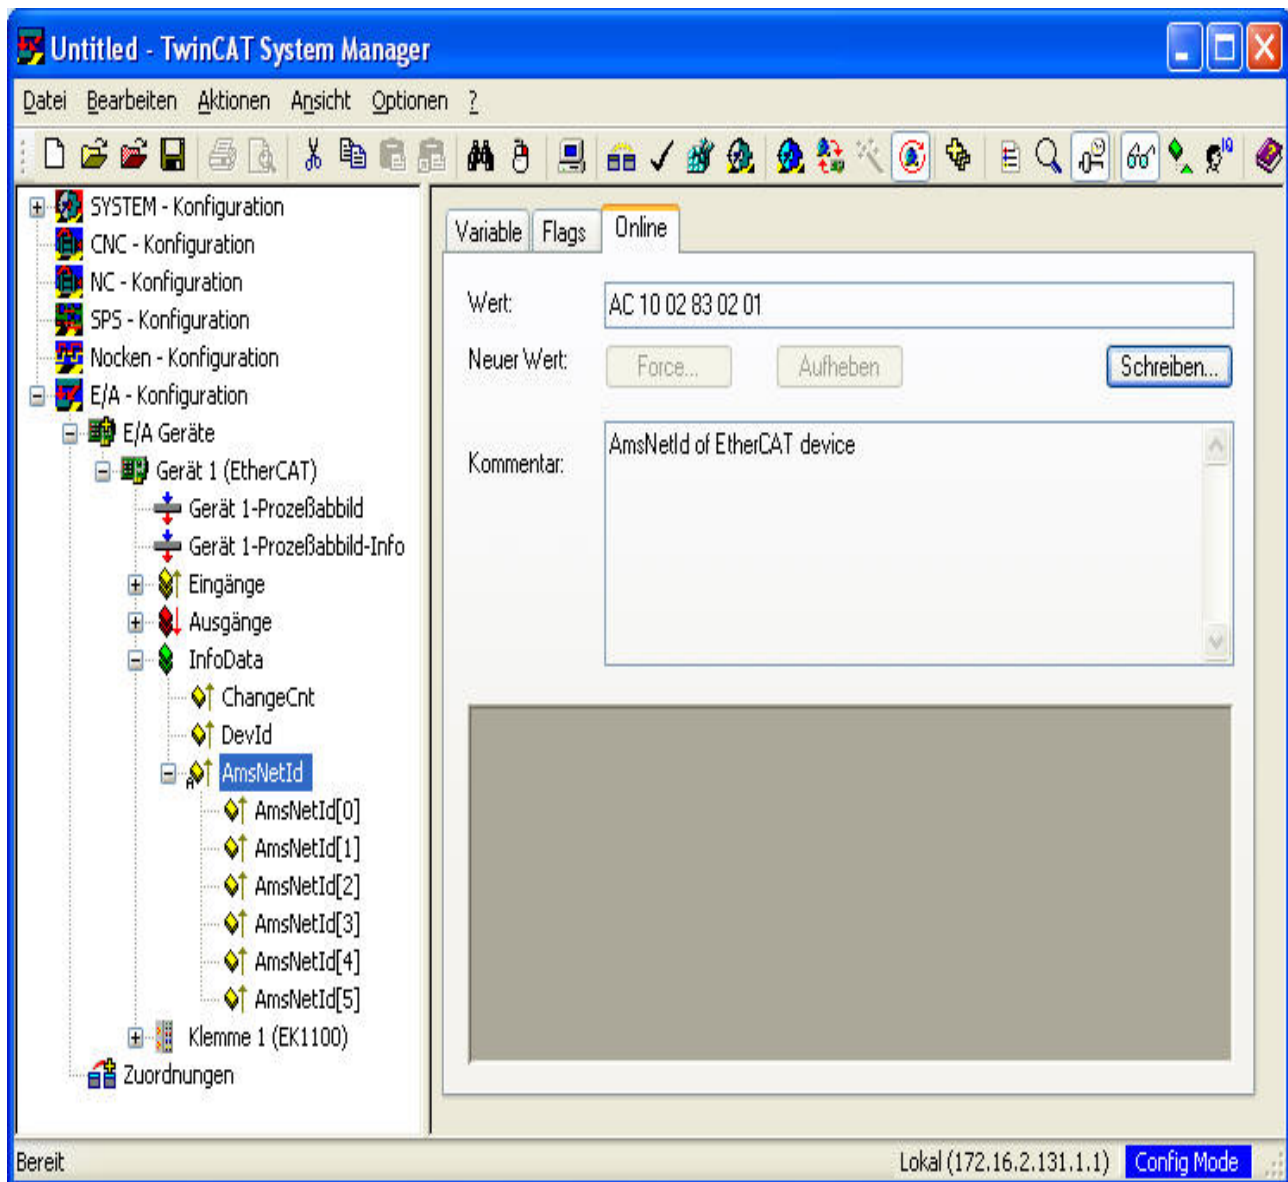 Untitled - TwinCAT System Manager
Datei Bearbeiten Aktionen Ansicht Optionen ?
SYSTEM - Konfiguration
CNC - Konfiguration
NC - Konfiguration
SPS - Konfiguration
Nocken - Konfiguration
E/A - Konfiguration
E/A Geräte
Gerät 1 (EtherCAT)
Gerät 1-Prozeßabbild
Gerät 1-Prozeßabbild-Info
Eingänge
Ausgänge
InfoData
ChangeCnt
DevId
AmsNetId
AmsNetId[0]
AmsNetId[1]
AmsNetId[2]
AmsNetId[3]
AmsNetId[4]
AmsNetId[5]
Klemme 1 (EK1100)
Zuordnungen
Variable Flags Online
Wert: AC 10 02 83 02 01
Neuer Wert: Force... Aufheben Schreiben...
Kommentar: AmsNetId of EtherCAT device
Bereit Lokal (172.16.2.131.1.1) Config Mode